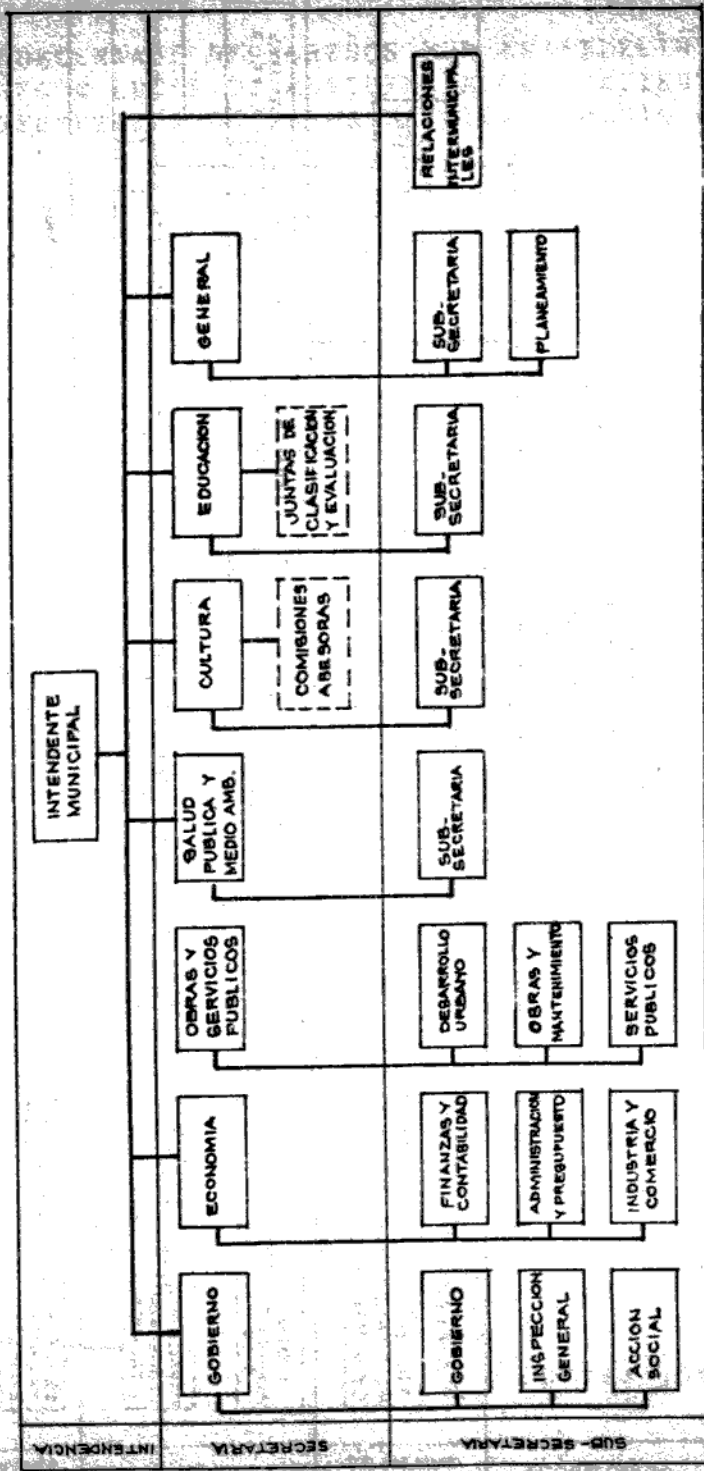 INTENDENCIA
INTENDENTE
MUNICIPAL
SECRETARIA
GOBIERNO
ECONOMIA
OBRAS Y
SERVICIOS
PUBLICOS
SALUD
PUBLICA Y
MEDIO AMB.
CULTURA
EDUCACION
GENERAL
COMISIONES
ASESORAS
JUNTAS DE
CLASIFICACION
Y EVALUACION
SUB-SECRETARIA
GOBIERNO
INSPECCION
GENERAL
ACCION
SOCIAL
FINANZAS Y
CONTABILIDAD
ADMINISTRACION
Y PRESUPUESTO
INDUSTRIA Y
COMERCIO
DESARROLLO
URBANO
OBRAS Y
MANTENIMIENTO
SERVICIOS
PUBLICOS
SUB-
SECRETARIA
SUB-
SECRETARIA
SUB-
SECRETARIA
SUB-
SECRETARIA
PLANEAMIENTO
RELACIONES
INTERMUNICIPA
LES